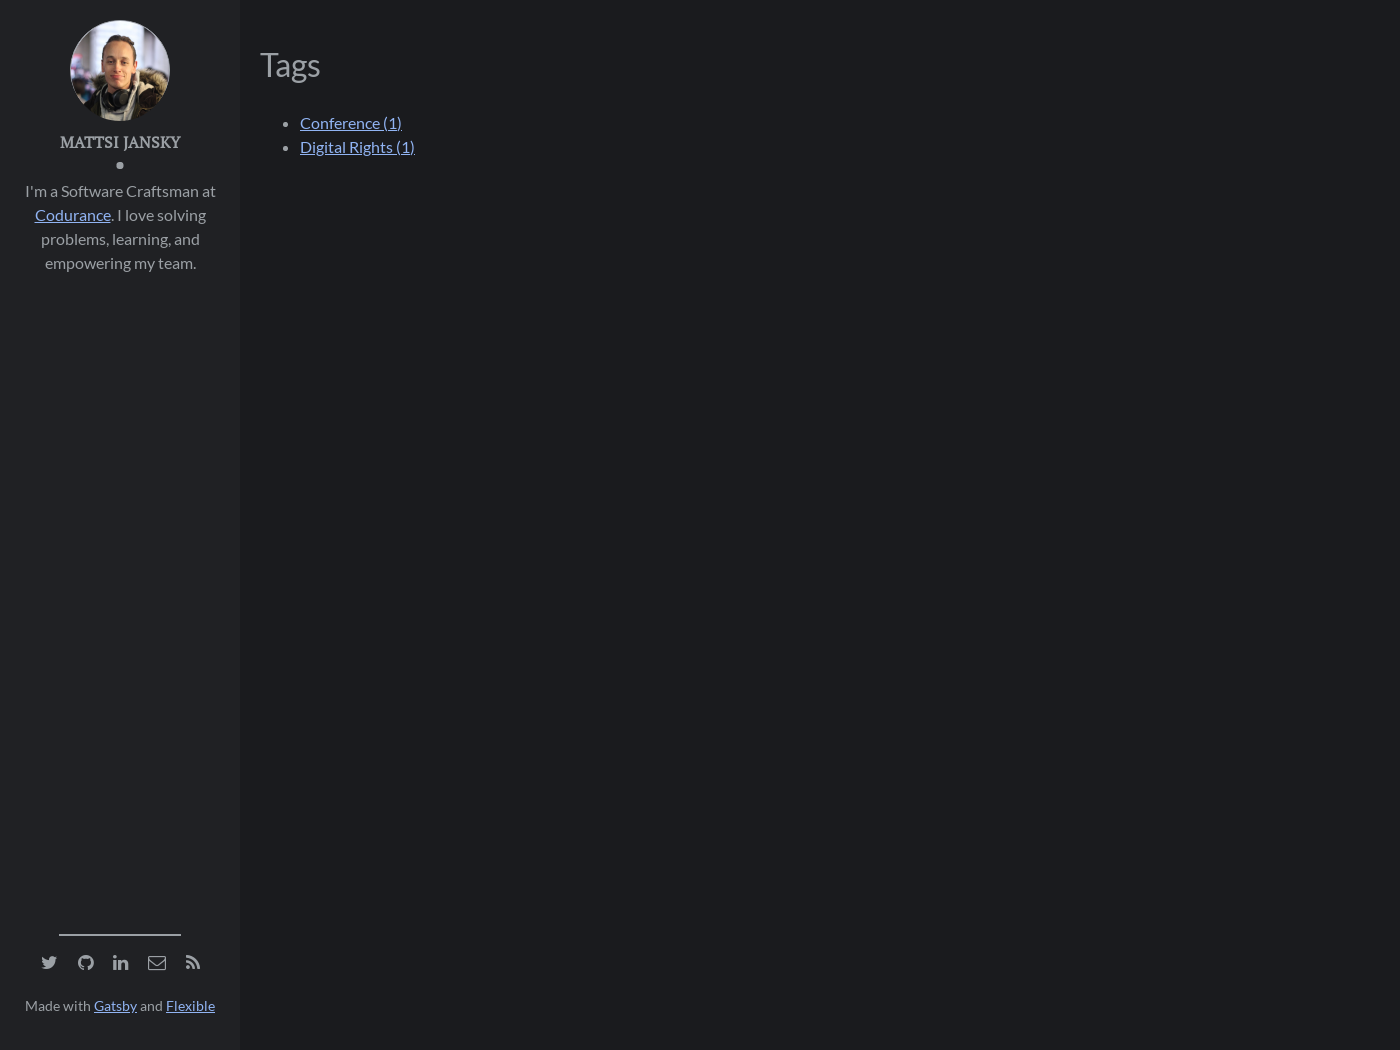 MATTSI JANSKY
I'm a Software Craftsman at
Codurance. I love solving
problems, learning, and
empowering my team.
Made with Gatsby and Flexible
Tags
Conference (1)
Digital Rights (1)